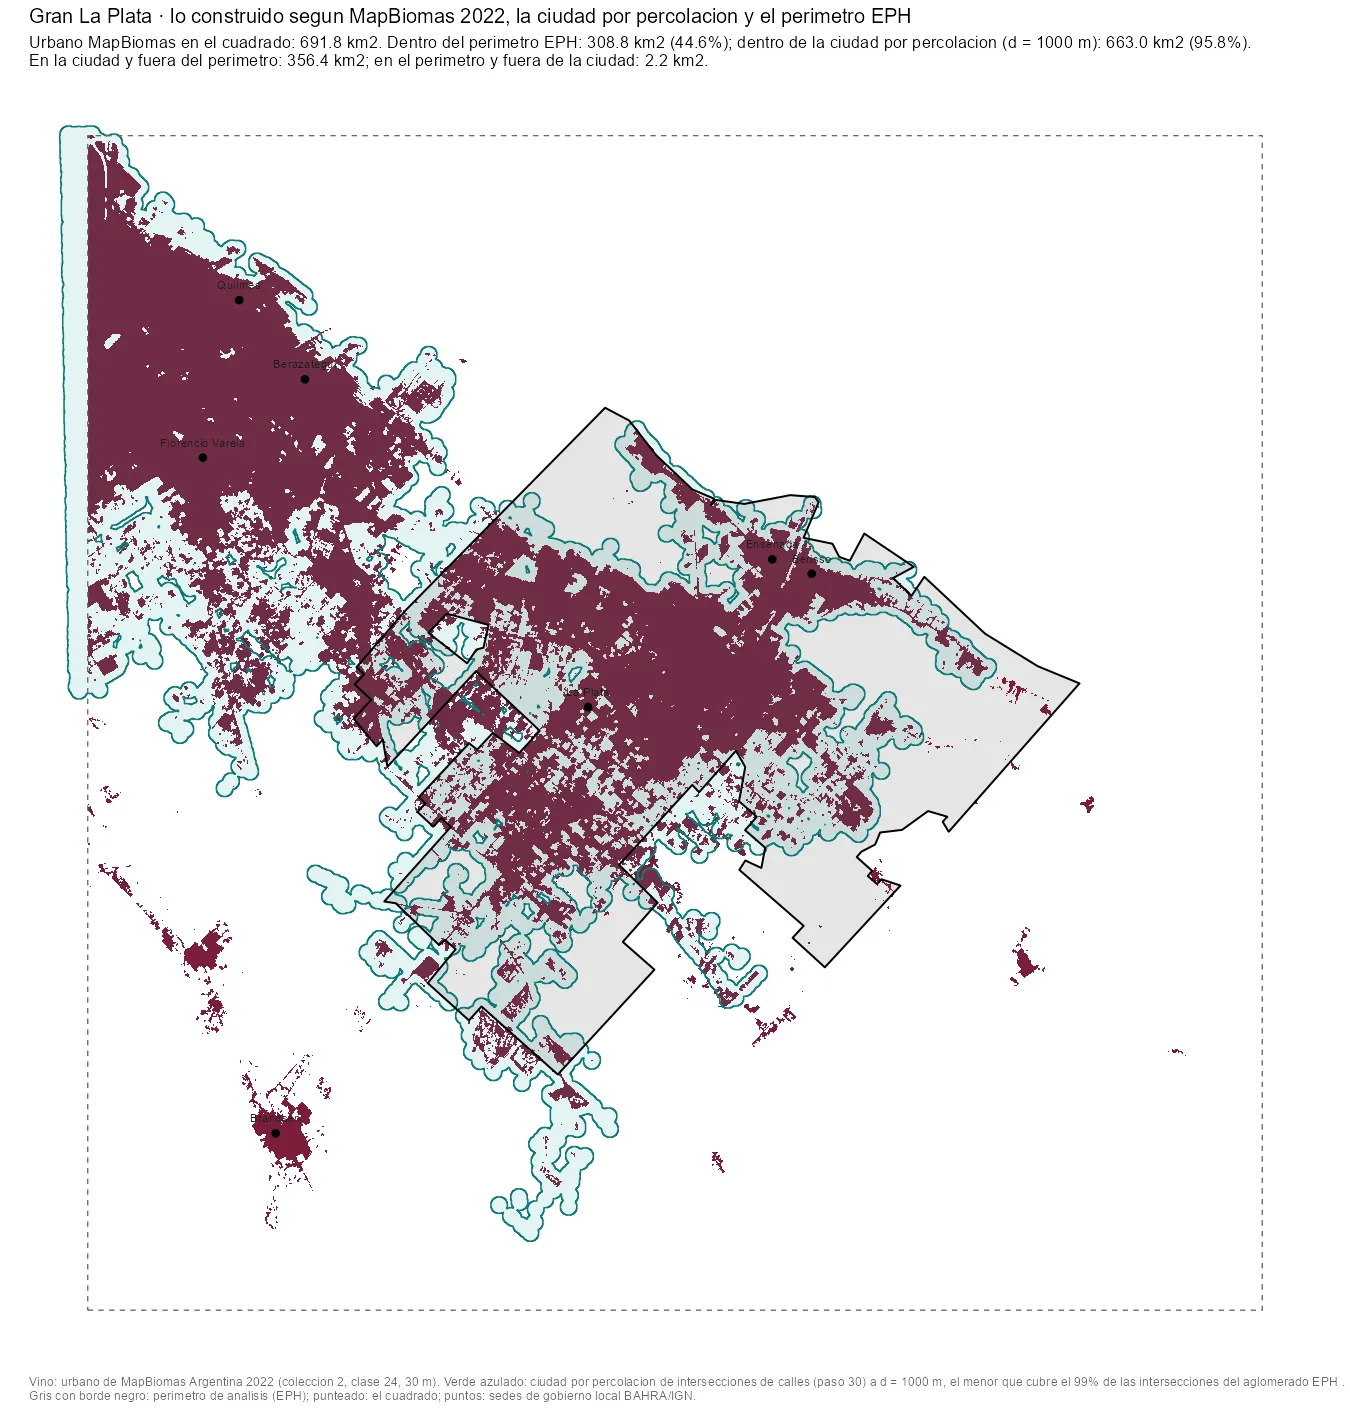 Gran La Plata · lo construido segun MapBiomas 2022, la ciudad por percolacion y el perimetro EPH
Urbano MapBiomas en el cuadrado: 691.8 km2. Dentro del perimetro EPH: 308.8 km2 (44.6%); dentro de la ciudad por percolacion (d = 1000 m): 663.0 km2 (95.8%).
En la ciudad y fuera del perimetro: 356.4 km2; en el perimetro y fuera de la ciudad: 2.2 km2.
Quilmes
Berazategui
Florencio Varela
Ensenada
Berisso
La Plata
Brandsen
Vino: urbano de MapBiomas Argentina 2022 (coleccion 2, clase 24, 30 m). Verde azulado: ciudad por percolacion de intersecciones de calles (paso 30) a d = 1000 m, el menor que cubre el 99% de las intersecciones del aglomerado EPH .
Gris con borde negro: perimetro de analisis (EPH); punteado: el cuadrado; puntos: sedes de gobierno local BAHRA/IGN.